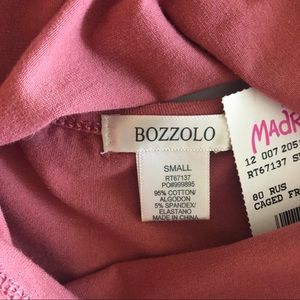 BOZZOLO
SMALL
RT67137
PO#999895
95% COTTON/
ALGODON
5% SPANDEX/
ELASTANO
MADE IN CHINA
MADR
12 007 205
RT67137 S
80 RUS
CAGED FR